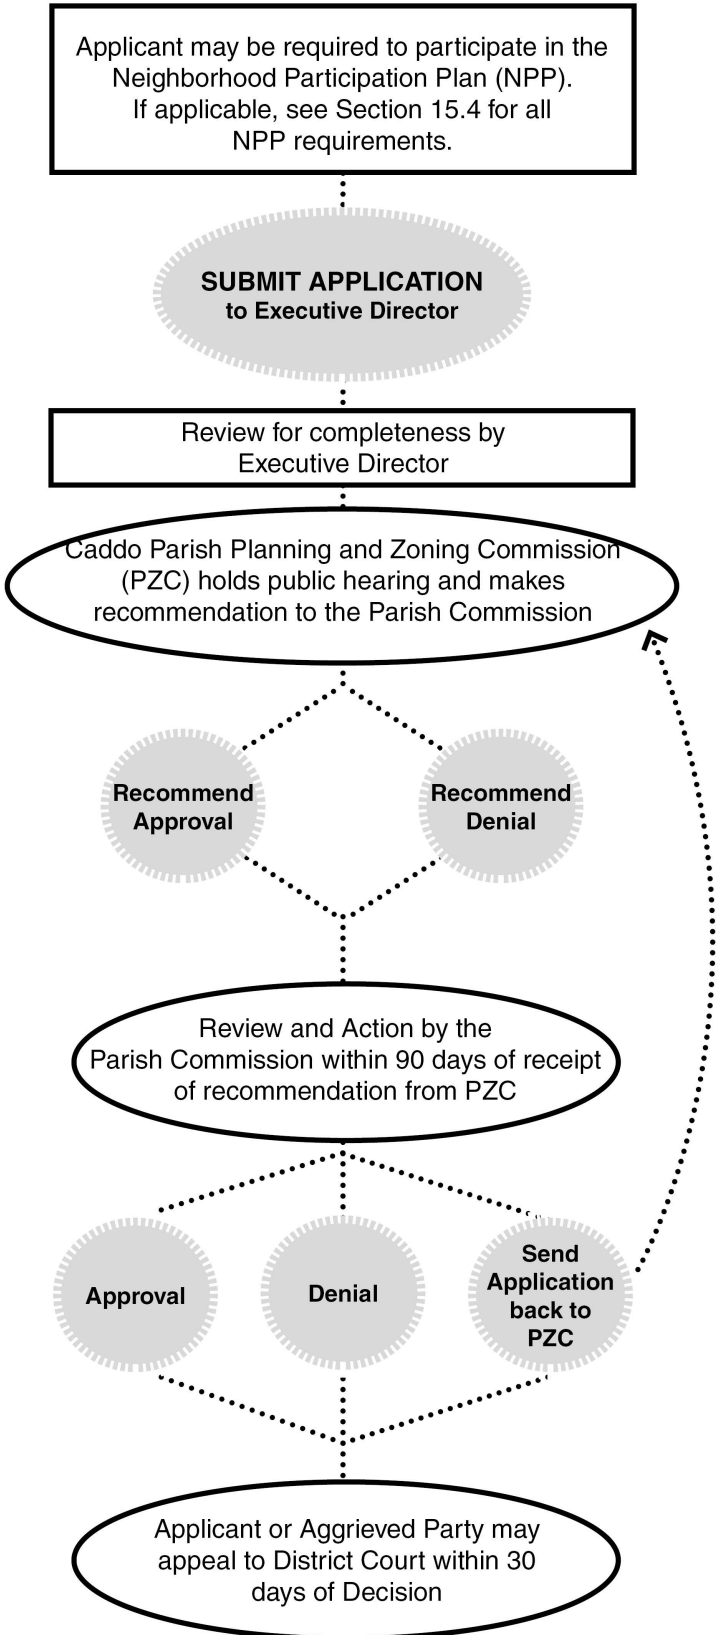 Applicant may be required to participate in the
Neighborhood Participation Plan (NPP).
If applicable, see Section 15.4 for all
NPP requirements.
SUBMIT APPLICATION
to Executive Director
Review for completeness by
Executive Director
Caddo Parish Planning and Zoning Commission
(PZC) holds public hearing and makes
recommendation to the Parish Commission
Recommend
Approval
Recommend
Denial
Review and Action by the
Parish Commission within 90 days of receipt
of recommendation from PZC
Approval
Denial
Send
Application
back to
PZC
Applicant or Aggrieved Party may
appeal to District Court within 30
days of Decision